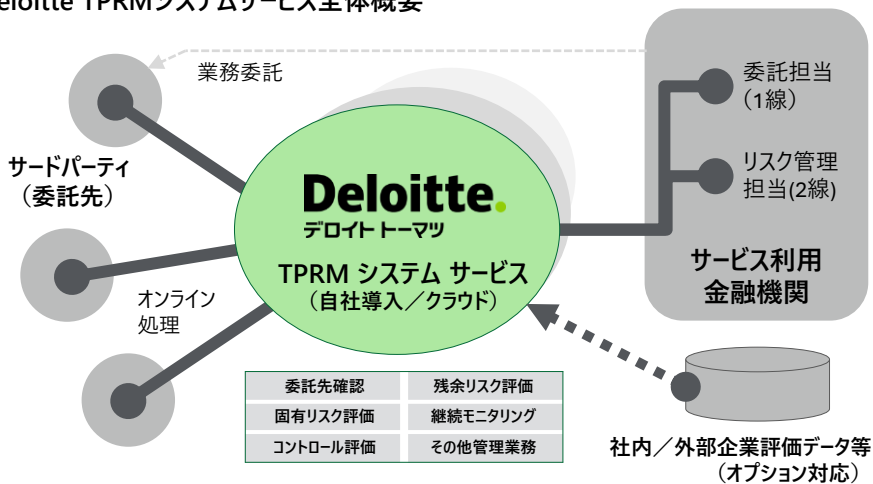 Deloitte TPRMシステムサービス全体概要
業務委託
委託担当
（1線）
リスク管理
担当(2線)
サードパーティ
（委託先）
Deloitte.
デロイト トーマツ
TPRM システム サービス
（自社導入／クラウド）
サービス利用
金融機関
オンライン
処理
委託先確認 残余リスク評価
固有リスク評価 継続モニタリング
コントロール評価 その他管理業務
社内／外部企業評価データ等
（オプション対応）